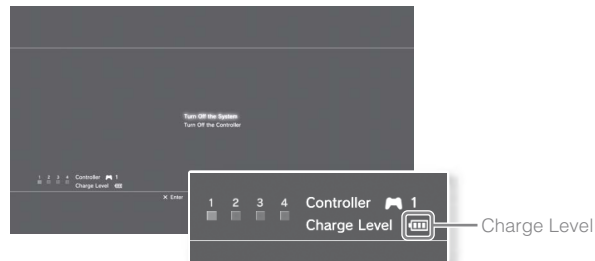 Turn Off the System
Turn Off the Controller
1 2 3 4 Controller 1
Charge Level
X Enter
1 2 3 4 Controller 1
Charge Level
Charge Level